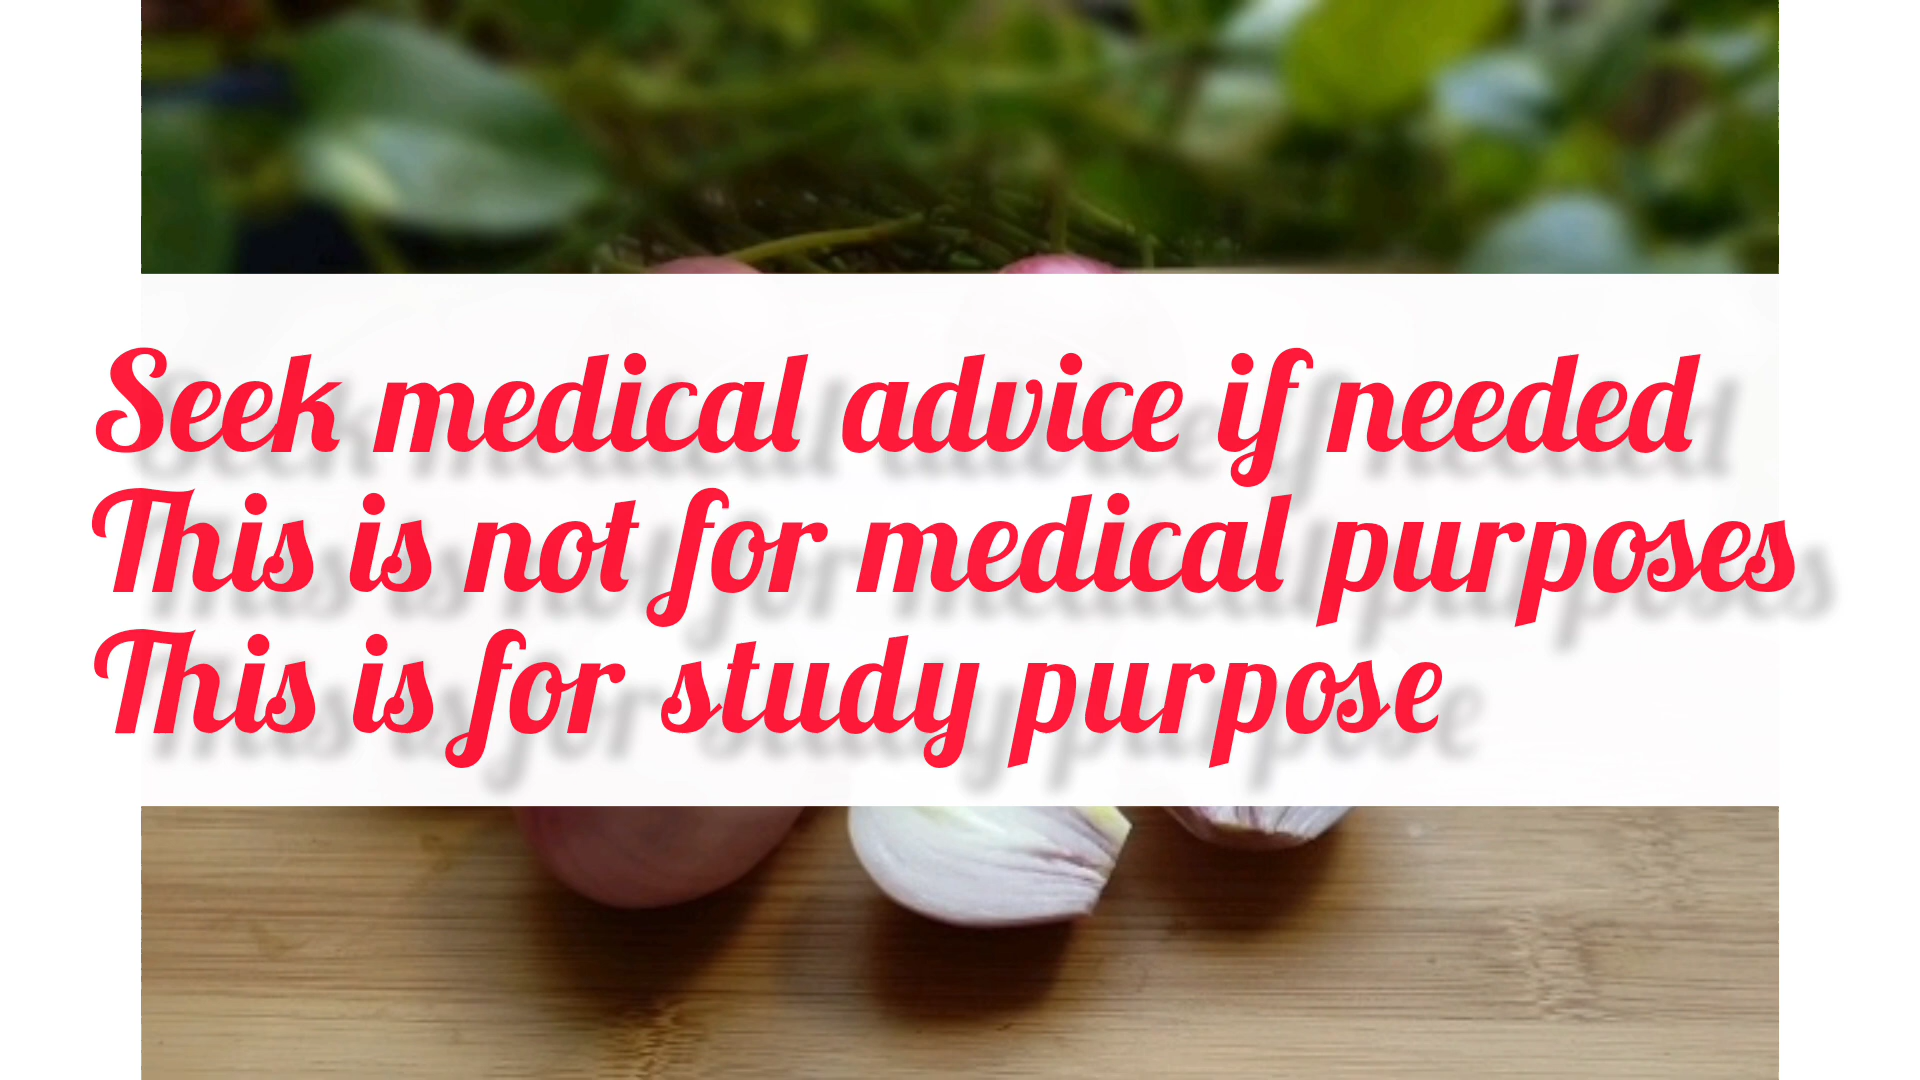 Seek medical advice if needed
This is not for medical purposes
This is for study purpose